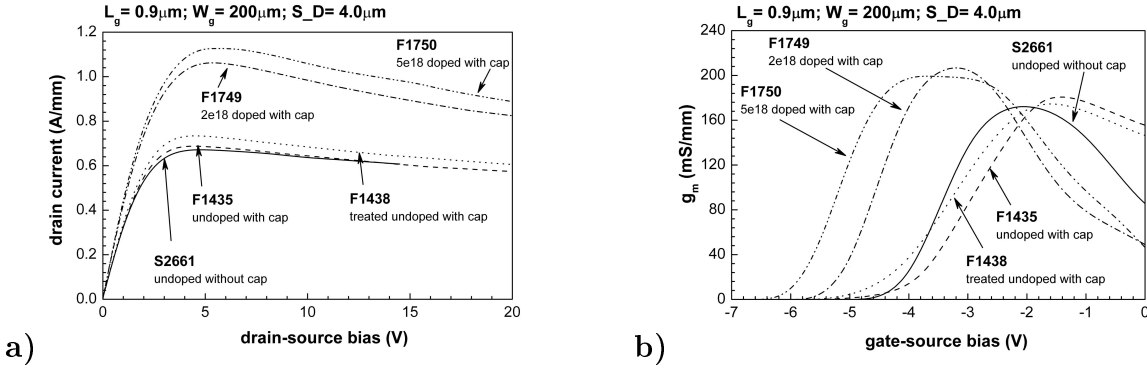 L_g= 0.9μm; W_g= 200μm; S_D= 4.0μm
drain current (A/mm)
1.2
1.0
0.8
0.6
0.4
0.2
0.0
F1750
5e18 doped with cap
F1749
2e18 doped with cap
F1435
undoped with cap
F1438
treated undoped with cap
S2661
undoped without cap
0
5
10
15
20
drain-source bias (V)
a)
L_g= 0.9μm; W_g= 200μm; S_D= 4.0μm
g_m (mS/mm)
240
200
160
120
80
40
0
F1749
2e18 doped with cap
S2661
undoped without cap
F1750
5e18 doped with cap
F1435
undoped with cap
F1438
treated undoped with cap
-7
-6
-5
-4
-3
-2
-1
0
gate-source bias (V)
b)